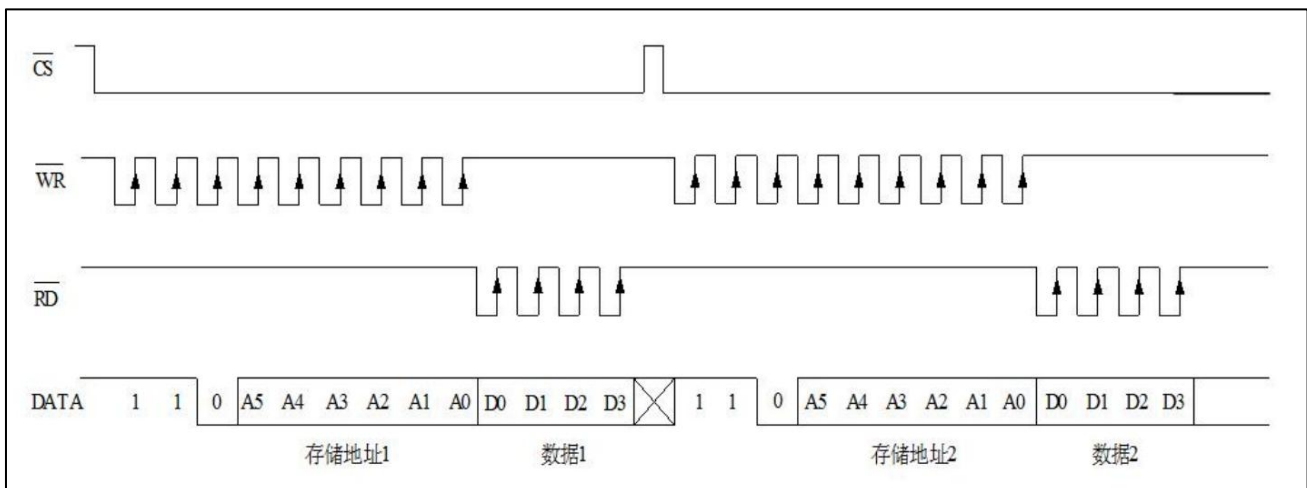 CS
WR
RD
DATA 1 1 0 A5 A4 A3 A2 A1 A0 D0 D1 D2 D3 1 1 0 A5 A4 A3 A2 A1 A0 D0 D1 D2 D3
存储地址1 数据1 存储地址2 数据2